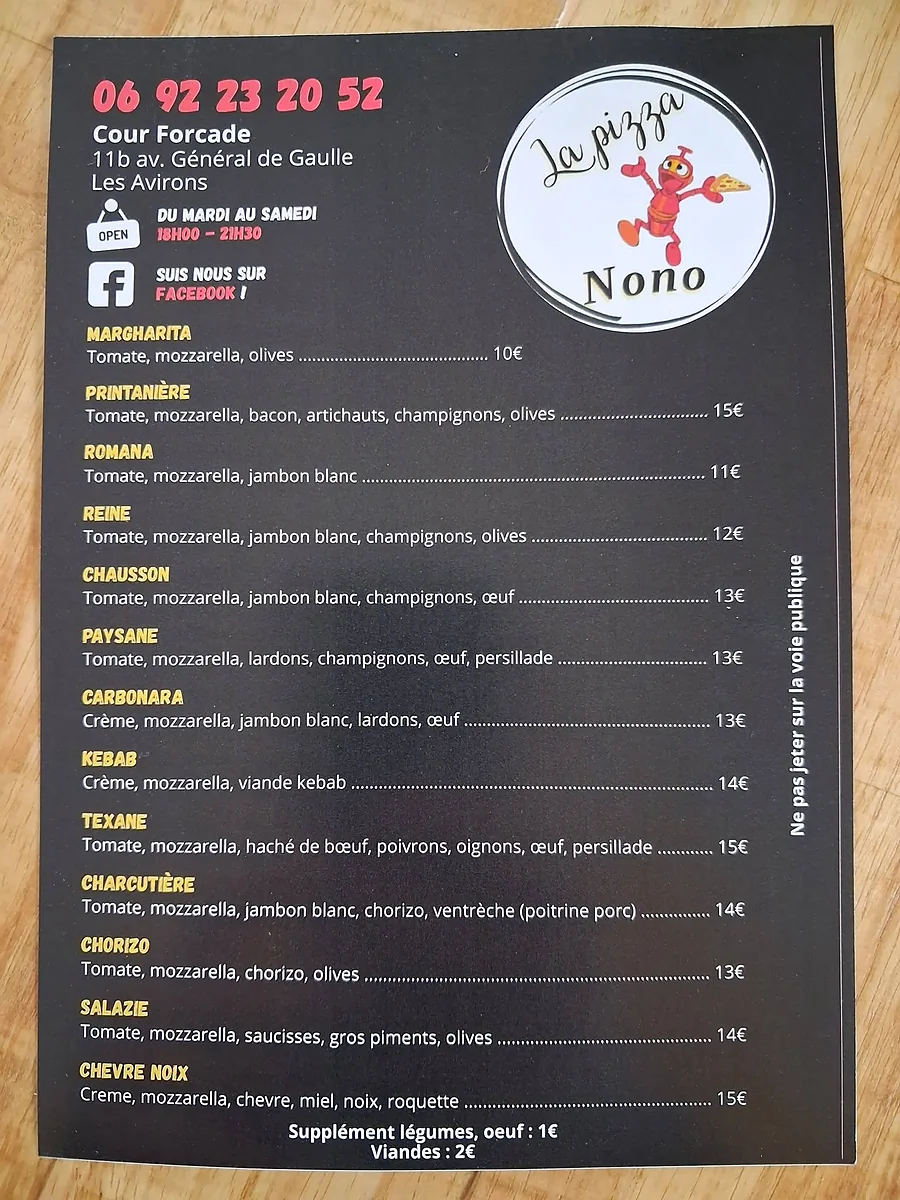 06 92 23 20 52
Cour Forcade
11b av. Général de Gaulle
Les Avirons
OPEN
DU MARDI AU SAMEDI
18H00 - 21H30
SUIS NOUS SUR
FACEBOOK !
La pizza
Nono
MARGHARITA
Tomate, mozzarella, olives ........................................ 10€
PRINTANIÈRE
Tomate, mozzarella, bacon, artichauts, champignons, olives ............................... 15€
ROMANA
Tomate, mozzarella, jambon blanc ........................................................................ 11€
REINE
Tomate, mozzarella, jambon blanc, champignons, olives ..................................... 12€
CHAUSSON
Tomate, mozzarella, jambon blanc, champignons, œuf ........................................ 13€
PAYSANE
Tomate, mozzarella, lardons, champignons, œuf, persillade ............................... 13€
CARBONARA
Crème, mozzarella, jambon blanc, lardons, œuf .................................................... 13€
KEBAB
Crème, mozzarella, viande kebab ............................................................................ 14€
TEXANE
Tomate, mozzarella, haché de bœuf, poivrons, oignons, œuf, persillade ............ 15€
CHARCUTIÈRE
Tomate, mozzarella, jambon blanc, chorizo, ventrèche (poitrine porc) ............... 14€
CHORIZO
Tomate, mozzarella, chorizo, olives ......................................................................... 13€
SALAZIE
Tomate, mozzarella, saucisses, gros piments, olives ............................................. 14€
CHEVRE NOIX
Creme, mozzarella, chevre, miel, noix, roquette .................................................... 15€
Supplément légumes, oeuf : 1€
Viandes : 2€
Ne pas jeter sur la voie publique